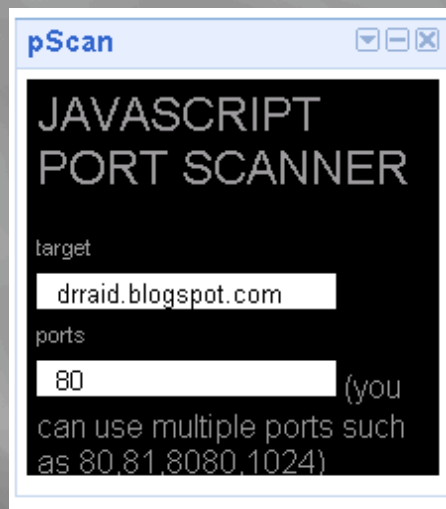 pScan
JAVASCRIPT
PORT SCANNER
target
drraid.blogspot.com
ports
80
(you
can use multiple ports such
as 80,81,8080,1024)